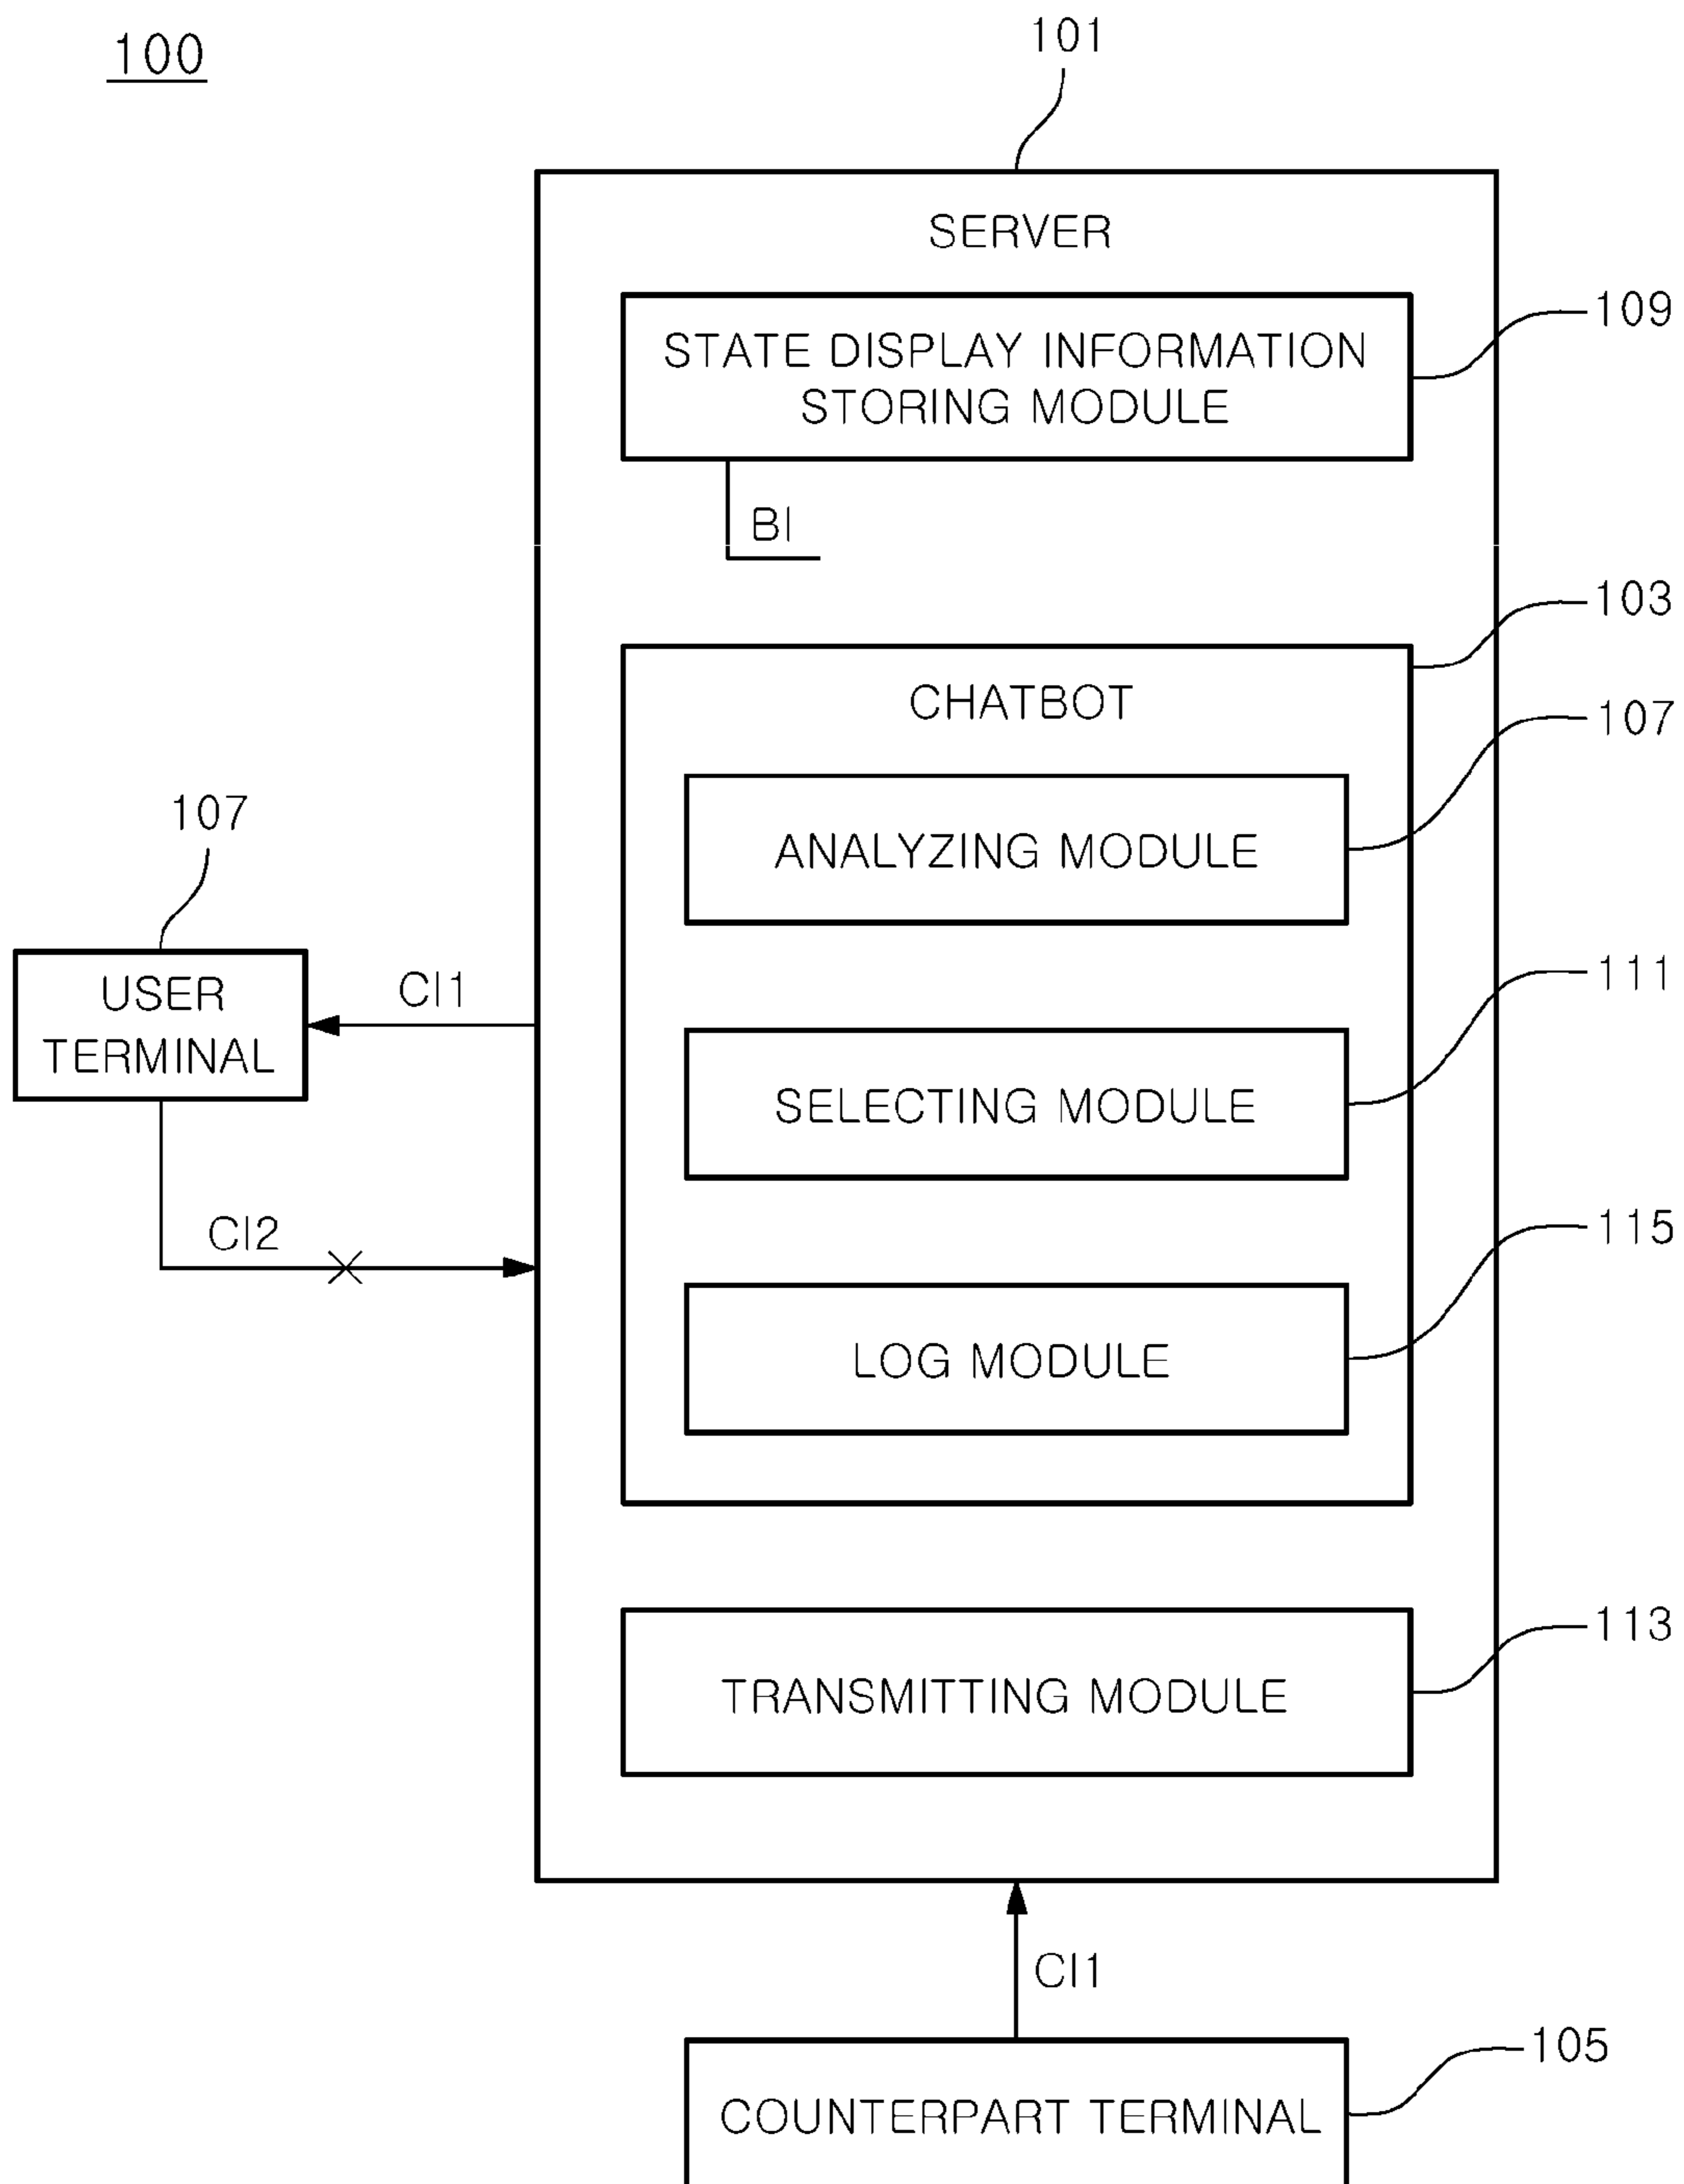 100
101
SERVER
109
STATE DISPLAY INFORMATION
STORING MODULE
BI
103
CHATBOT
107
ANALYZING MODULE
107
USER
TERMINAL
CI1
111
SELECTING MODULE
CI2
115
LOG MODULE
113
TRANSMITTING MODULE
CI1
105
COUNTERPART TERMINAL